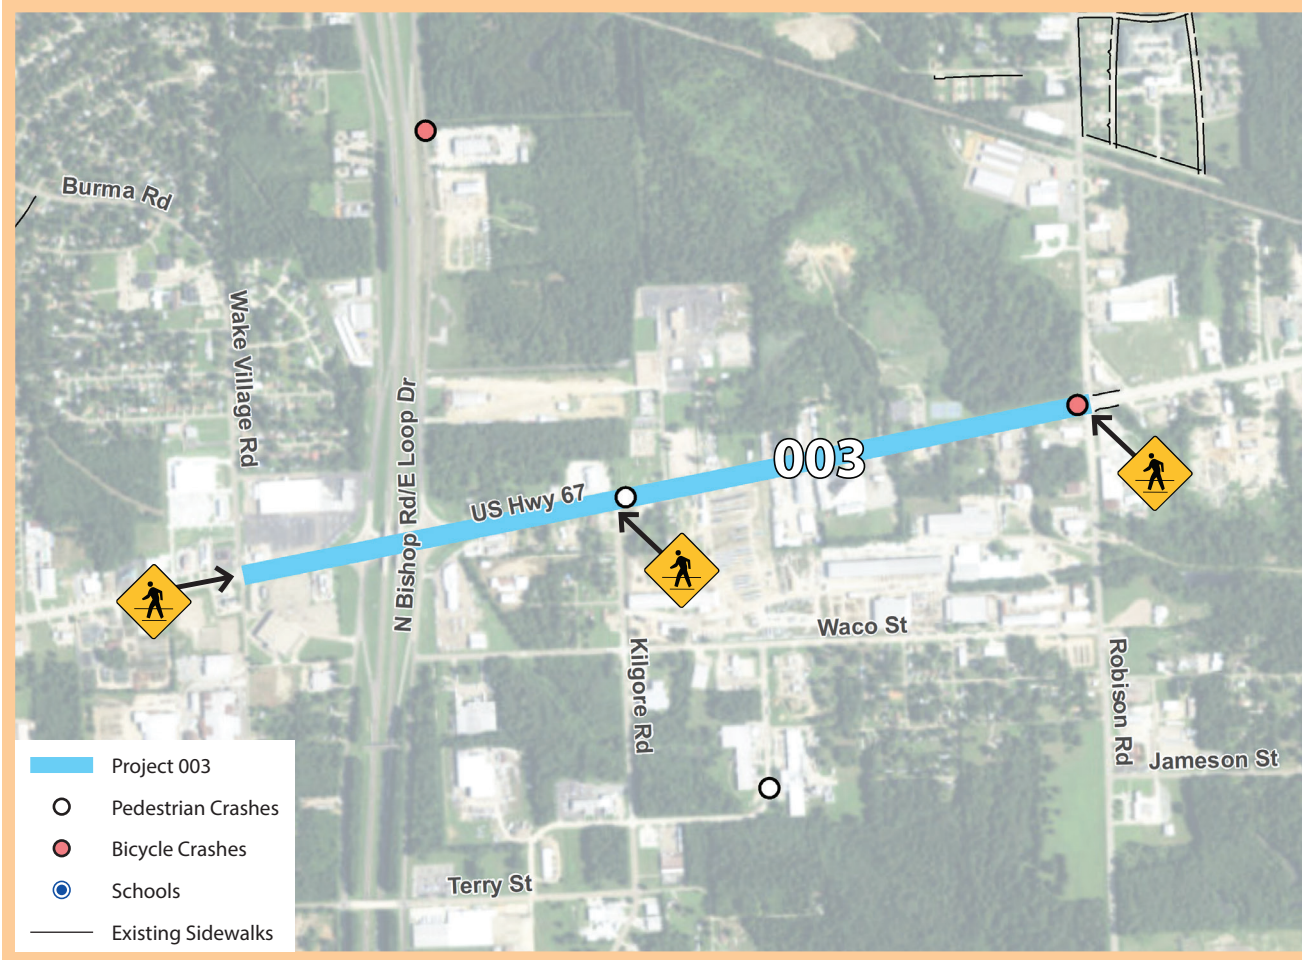 Burma Rd
Wake Village Rd
N Bishop Rd/E Loop Dr
US Hwy 67
003
Waco St
Kilgore Rd
Robison Rd
Jameson St
Terry St
Project 003
Pedestrian Crashes
Bicycle Crashes
Schools
Existing Sidewalks